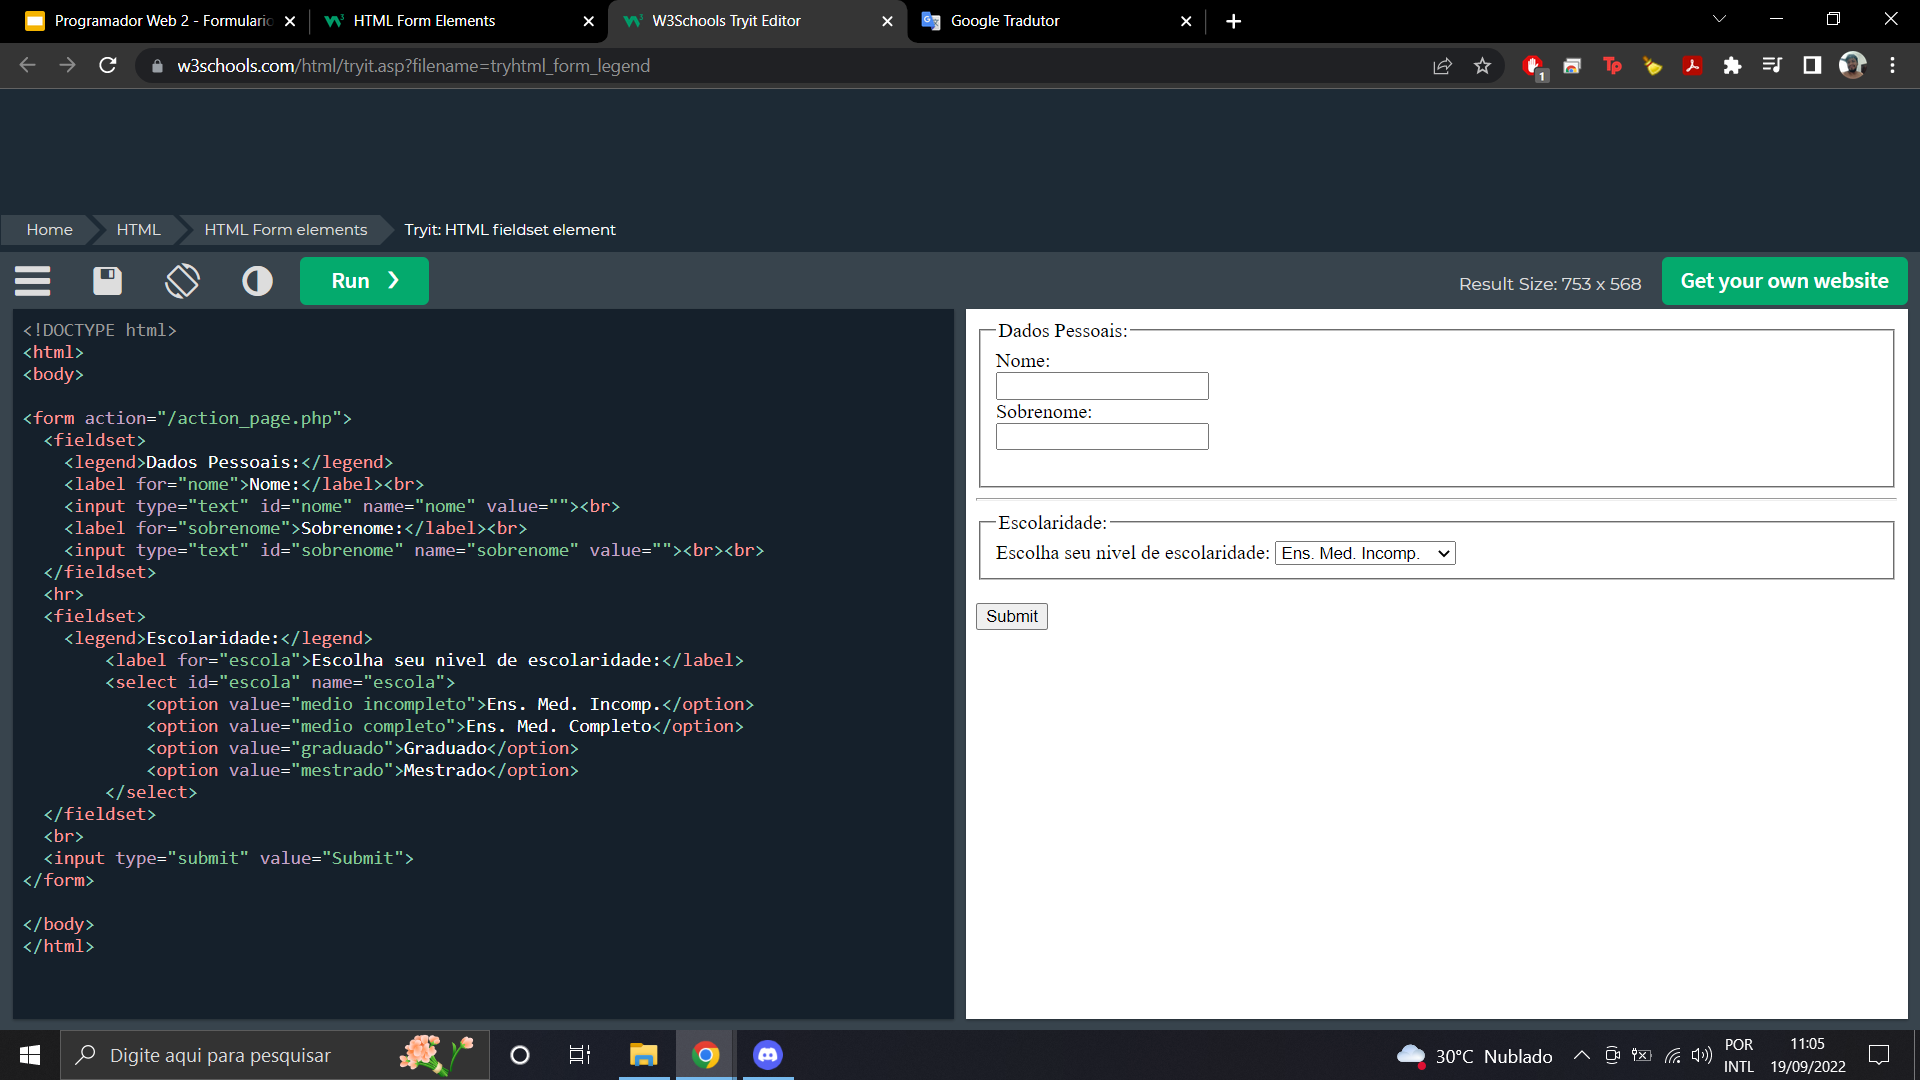 Programador Web 2 - Formulario
HTML Form Elements
W3Schools Tryit Editor
Google Tradutor
w3schools.com/html/tryit.asp?filename=tryhtml_form_legend
1
Home
HTML
HTML Form elements
Tryit: HTML fieldset element
Run ❯
Result Size: 753 x 568
Get your own website
<!DOCTYPE html>
<html>
<body>
<form action="/action_page.php">
<fieldset>
<legend>Dados Pessoais:</legend>
<label for="nome">Nome:</label><br>
<input type="text" id="nome" name="nome" value=""><br>
<label for="sobrenome">Sobrenome:</label><br>
<input type="text" id="sobrenome" name="sobrenome" value=""><br><br>
</fieldset>
<hr>
<fieldset>
<legend>Escolaridade:</legend>
<label for="escola">Escolha seu nivel de escolaridade:</label>
<select id="escola" name="escola">
<option value="medio incompleto">Ens. Med. Incomp.</option>
<option value="medio completo">Ens. Med. Completo</option>
<option value="graduado">Graduado</option>
<option value="mestrado">Mestrado</option>
</select>
</fieldset>
<br>
<input type="submit" value="Submit">
</form>
</body>
</html>
Dados Pessoais:
Nome:
Sobrenome:
Escolaridade:
Escolha seu nivel de escolaridade: Ens. Med. Incomp.
Submit
Digite aqui para pesquisar
30°C Nublado
POR
INTL
11:05
19/09/2022